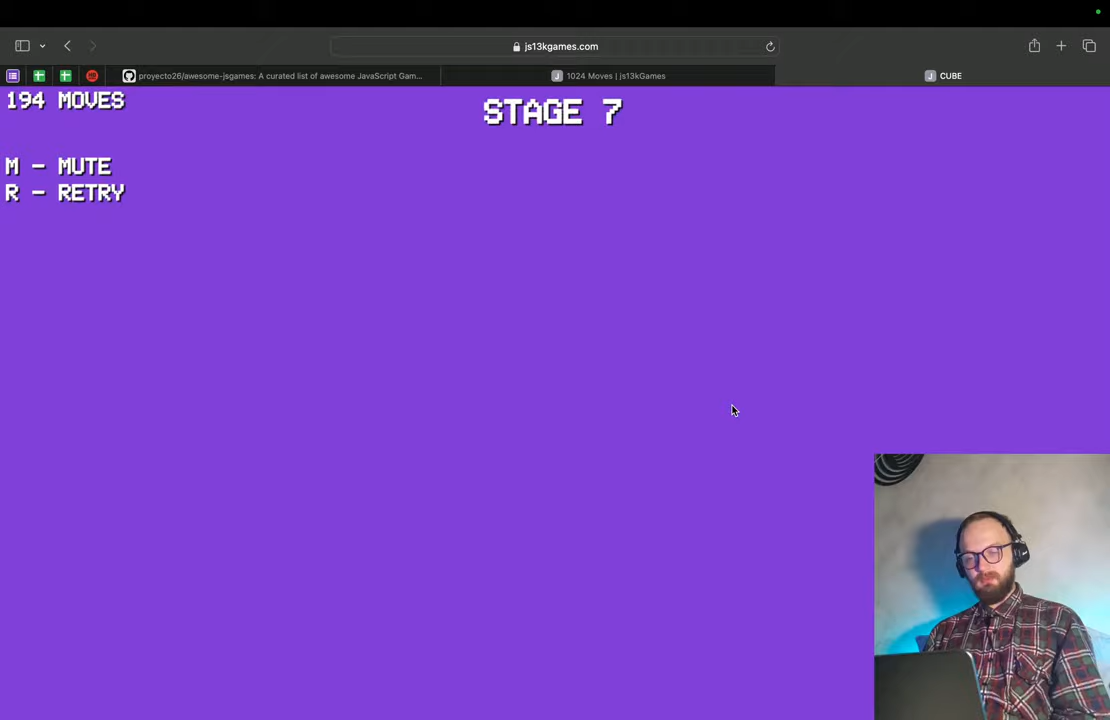 js13kgames.com
proyecto26/awesome-jsgames: A curated list of awesome JavaScript Gam...
J
1024 Moves | js13kGames
J
CUBE
194 MOVES
STAGE 7
M - MUTE
R - RETRY